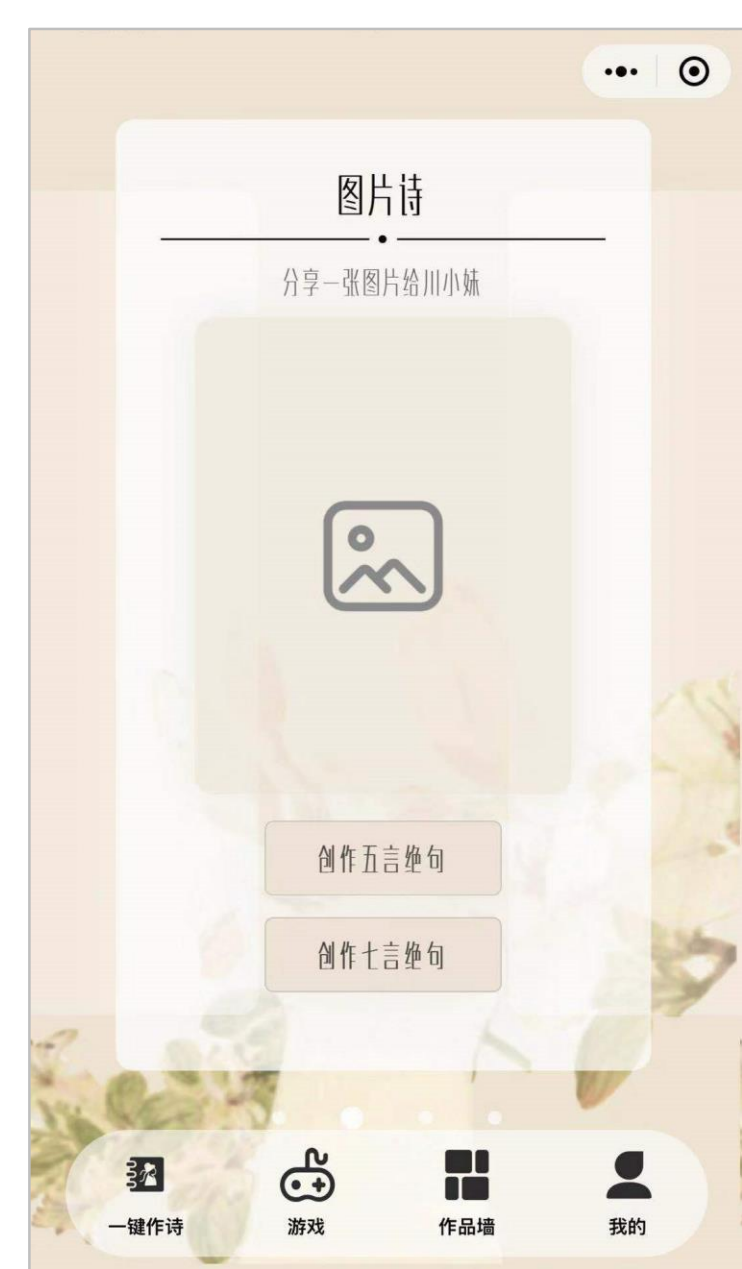 图片诗
分享一张图片给川小妹
创作五言绝句
创作七言绝句
一键作诗
游戏
作品墙
我的